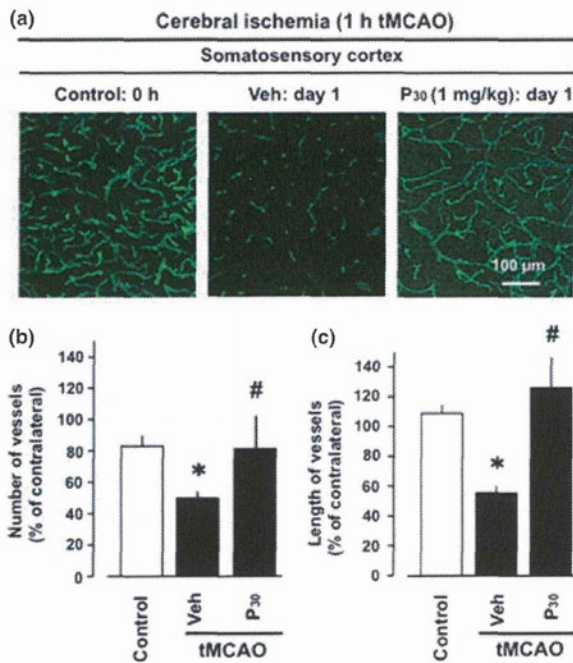 (a)
Cerebral ischemia (1 h tMCAO)
Somatosensory cortex
Control: 0 h Veh: day 1 P30 (1 mg/kg): day 1
100 µm
(b)
Number of vessels
(% of contralateral)
140
120
100
80
60
40
20
0
*
#
Control
Veh
P30
tMCAO
(c)
Length of vessels
(% of contralateral)
140
120
100
80
60
40
20
0
*
#
Control
Veh
P30
tMCAO